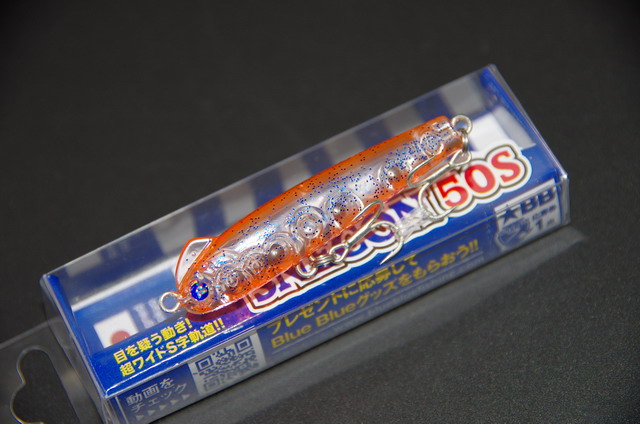 50S
★BB
目を疑う動き!
超ワイドS字軌道!!
プレゼントに応募して
Blue Blueグッズをもらおう!!
動画を
チェック